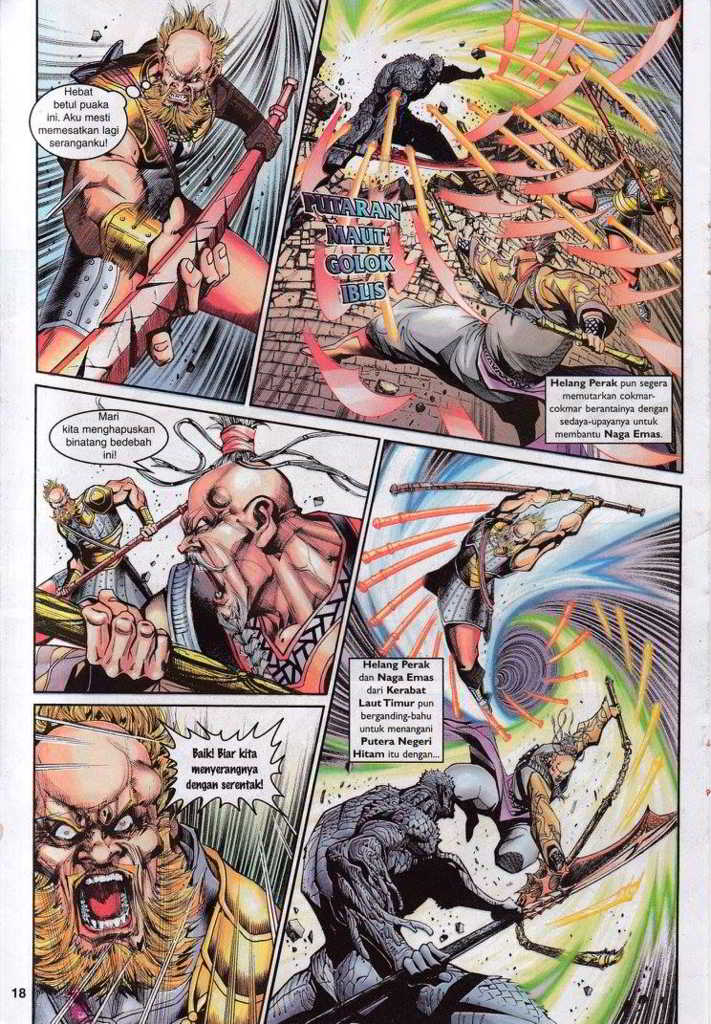 Hebat
betul puaka
ini. Aku mesti
memesatkan lagi
seranganku!
PUTARAN
MAUT
GOLOK
IBLIS
Helang Perak pun segera
memutarkan cokmar-
cokmar berantainya dengan
sedaya-upayanya untuk
membantu Naga Emas.
Mari
kita menghapuskan
binatang bedebah
ini!
Helang Perak
dan Naga Emas
dari Kerabat
Laut Timur pun
berganding-bahu
untuk menangani
Putera Negeri
Hitam itu dengan...
Baik! Biar kita
menyerangnya
dengan serentak!
18